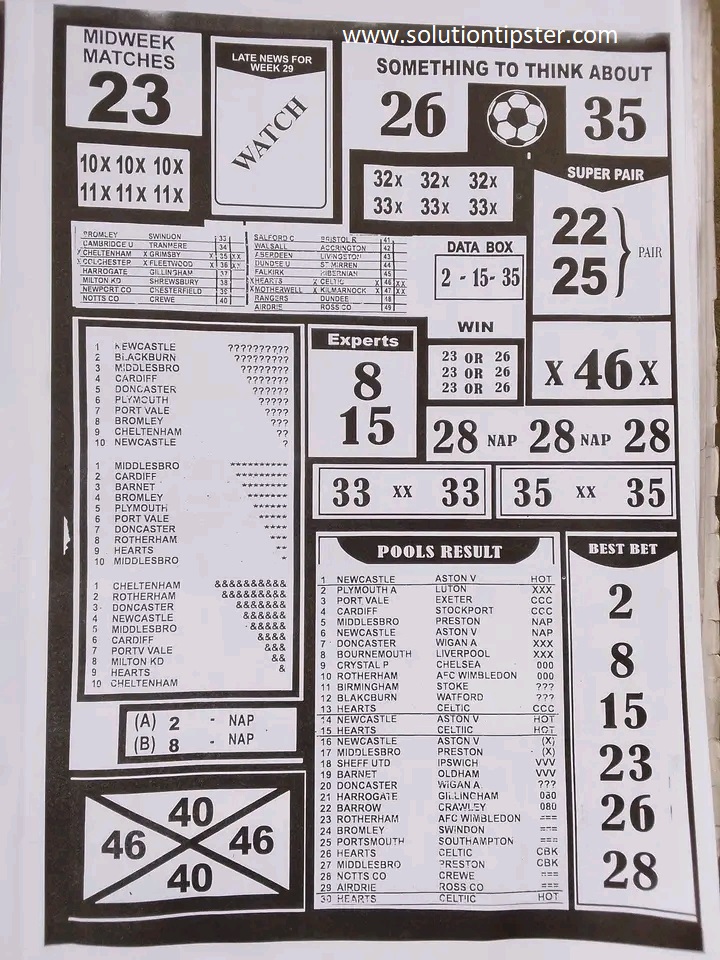 www.solutiontipster.com
MIDWEEK
MATCHES
23
LATE NEWS FOR
WEEK 29
WATCH
SOMETHING TO THINK ABOUT
26 35
10X 10X 10X
11X 11X 11X
32X 32X 32X
33X 33X 33X
SUPER PAIR
22
25
PAIR
BROMLEY SWINDON 33
CAMBRIDGE U TRANMERE 34
X CHELTENHAM X GRIMSBY X 35 XX
X COLCHESTER X FLEETWOOD X 36 XX
HARROGATE GILLINGHAM 37
MILTON KD SHREWSBURY 38
NEWPORT CO CHESTERFIELD 39
NOTTS CO CREWE 40
SALFORD C BRISTOL R 41
WALSALL ACCRINGTON 42
ABERDEEN LIVINGSTON 43
DUNDEE U ST MIRREN 44
FALKIRK HIBERNIAN 45
X HEARTS X CELTIC X 46 XX
X MOTHERWELL X KILMARNOCK X 47 XX
RANGERS DUNDEE 48
AIRDRIE ROSS CO 49
DATA BOX
2 - 15- 35
WIN
23 OR 26
23 OR 26
23 OR 26
X 46 X
1 NEWCASTLE ??????????
2 BLACKBURN ?????????
3 MIDDLESBRO ????????
4 CARDIFF ???????
5 DONCASTER ??????
6 PLYMOUTH ?????
7 PORT VALE ????
8 BROMLEY ???
9 CHELTENHAM ??
10 NEWCASTLE ?
1 MIDDLESBRO **********
2 CARDIFF *********
3 BARNET ********
4 BROMLEY *******
5 PLYMOUTH ******
6 PORT VALE *****
7 DONCASTER ****
8 ROTHERHAM ***
9 HEARTS **
10 MIDDLESBRO *
1 CHELTENHAM &&&&&&&&&&
2 ROTHERHAM &&&&&&&&&
3 DONCASTER &&&&&&&&
4 NEWCASTLE &&&&&&&
5 MIDDLESBRO &&&&&&
6 CARDIFF &&&&
7 PORTV ALE &&&
8 MILTON KD &&
9 HEARTS &
10 CHELTENHAM
Experts
8
15
28 NAP 28 NAP 28
33 XX 33
35 XX 35
(A) 2 - NAP
(B) 8 - NAP
40
46 46
40
POOLS RESULT
1 NEWCASTLE ASTON V HOT
2 PLYMOUTH A LUTON XXX
3 PORT VALE EXETER CCC
4 CARDIFF STOCKPORT CCC
5 MIDDLESBRO PRESTON NAP
6 NEWCASTLE ASTON V NAP
7 DONCASTER WIGAN A XXX
8 BOURNEMOUTH LIVERPOOL XXX
9 CRYSTAL P CHELSEA 000
10 ROTHERHAM AFC WIMBLEDON 000
11 BIRMINGHAM STOKE ???
12 BLAKCBURN WATFORD ???
13 HEARTS CELTIC CCC
14 NEWCASTLE ASTON V HOT
15 HEARTS CELTIIC HOT
16 NEWCASTLE ASTON V (X)
17 MIDDLESBRO PRESTON (X)
18 SHEFF UTD IPSWICH VVV
19 BARNET OLDHAM VVV
20 DONCASTER WIGAN A ???
21 HARROGATE GILLINGHAM 080
22 BARROW CRAWLEY 080
23 ROTHERHAM AFC WIMBLEDON ===
24 BROMLEY SWINDON ===
25 PORTSMOUTH SOUTHAMPTON ===
26 HEARTS CELTIC CBK
27 MIDDLESBRO PRESTON CBK
28 NOTTS CO CREWE ===
29 AIRDRIE ROSS CO ===
30 HEARTS CELTIIC HOT
BEST BET
2
8
15
23
26
28